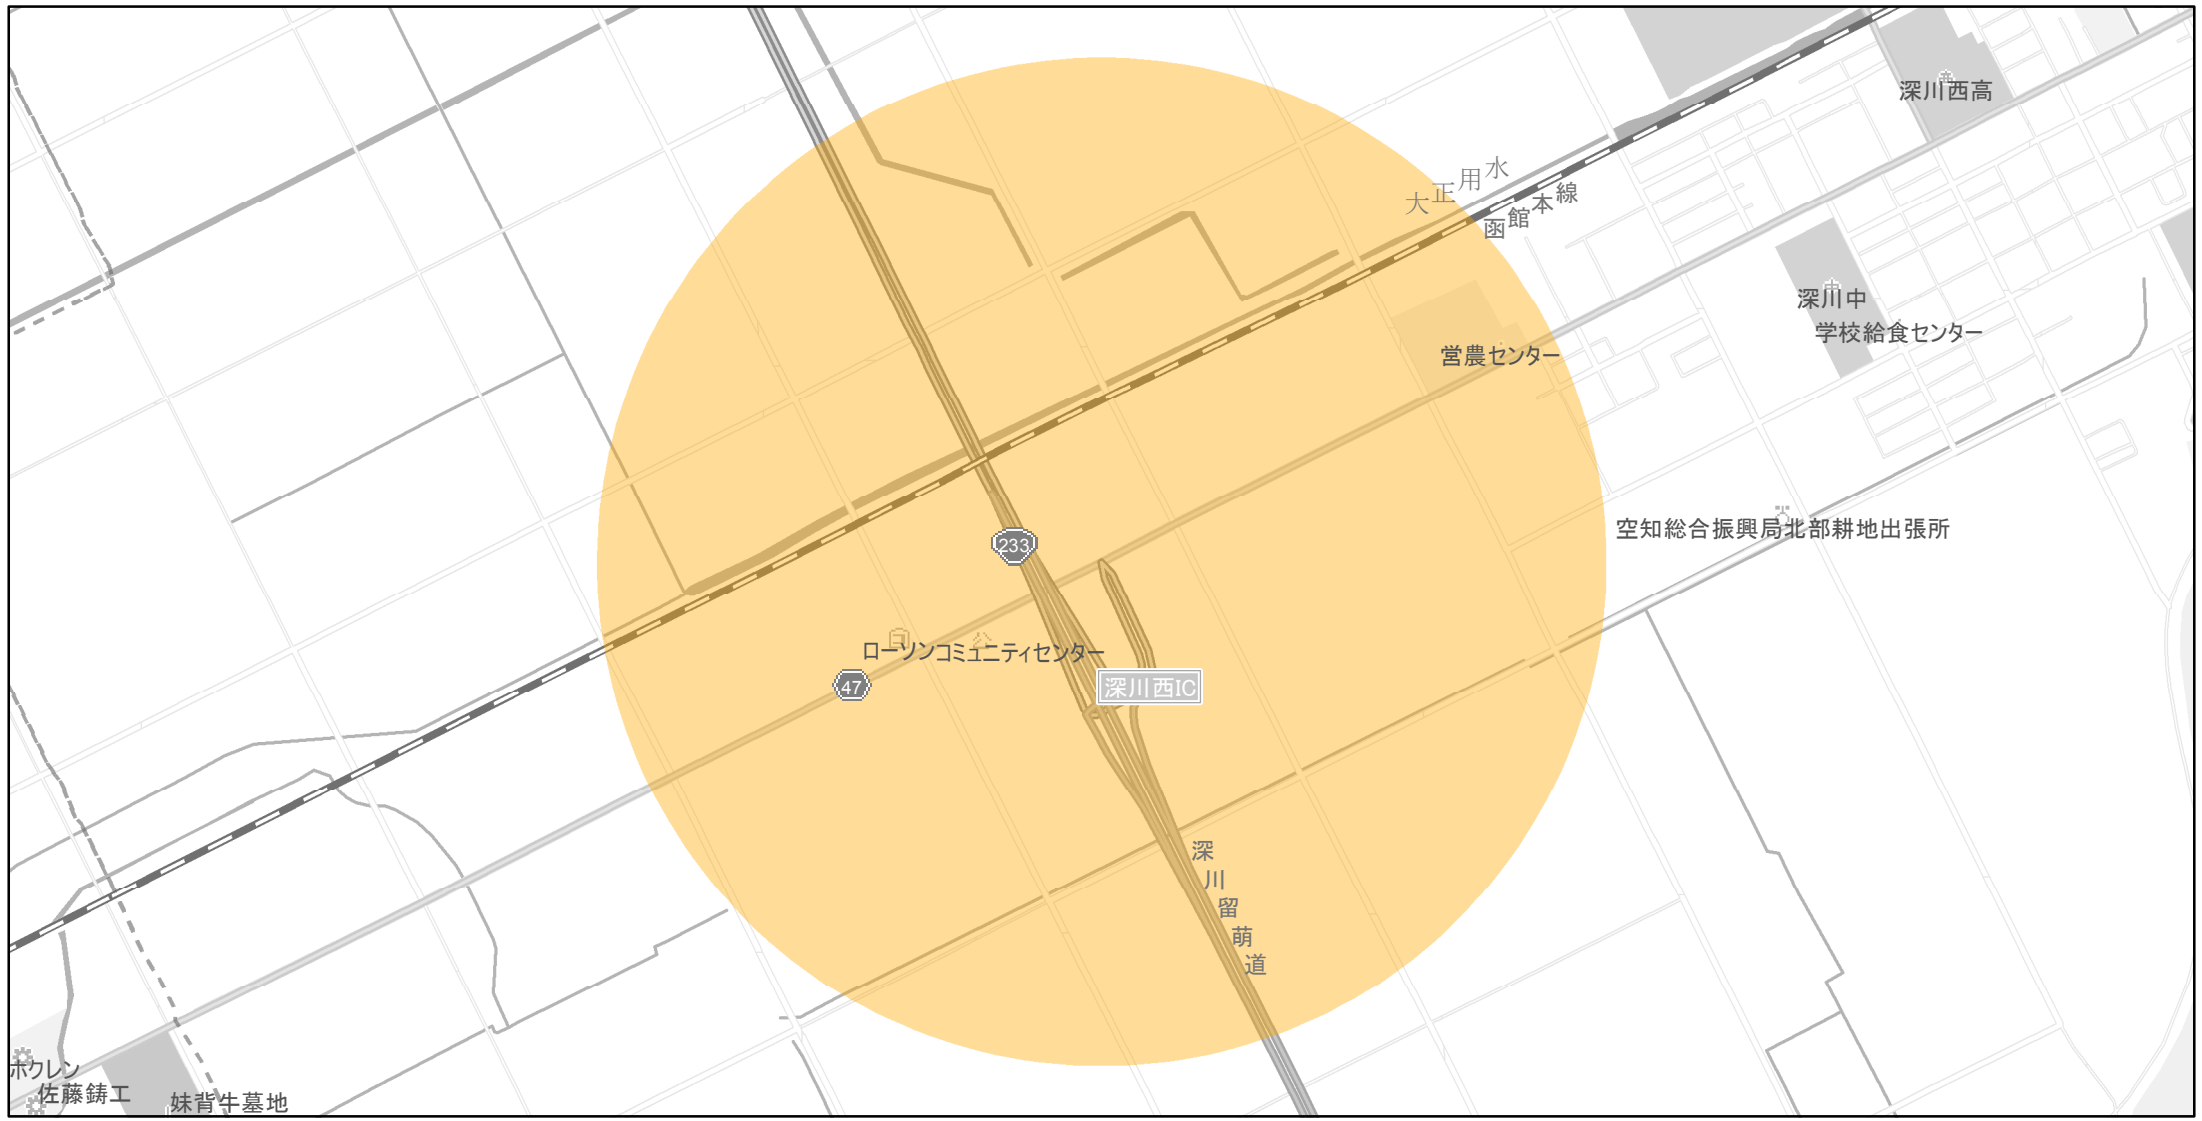 深川西高
大正用水
函館本線
深川中
学校給食センター
営農センター
空知総合振興局北部耕地出張所
233
ローソンコミュニティセンター
47
深川西IC
深川留萌道
ホクレン
佐藤鋳工
妹背牛墓地